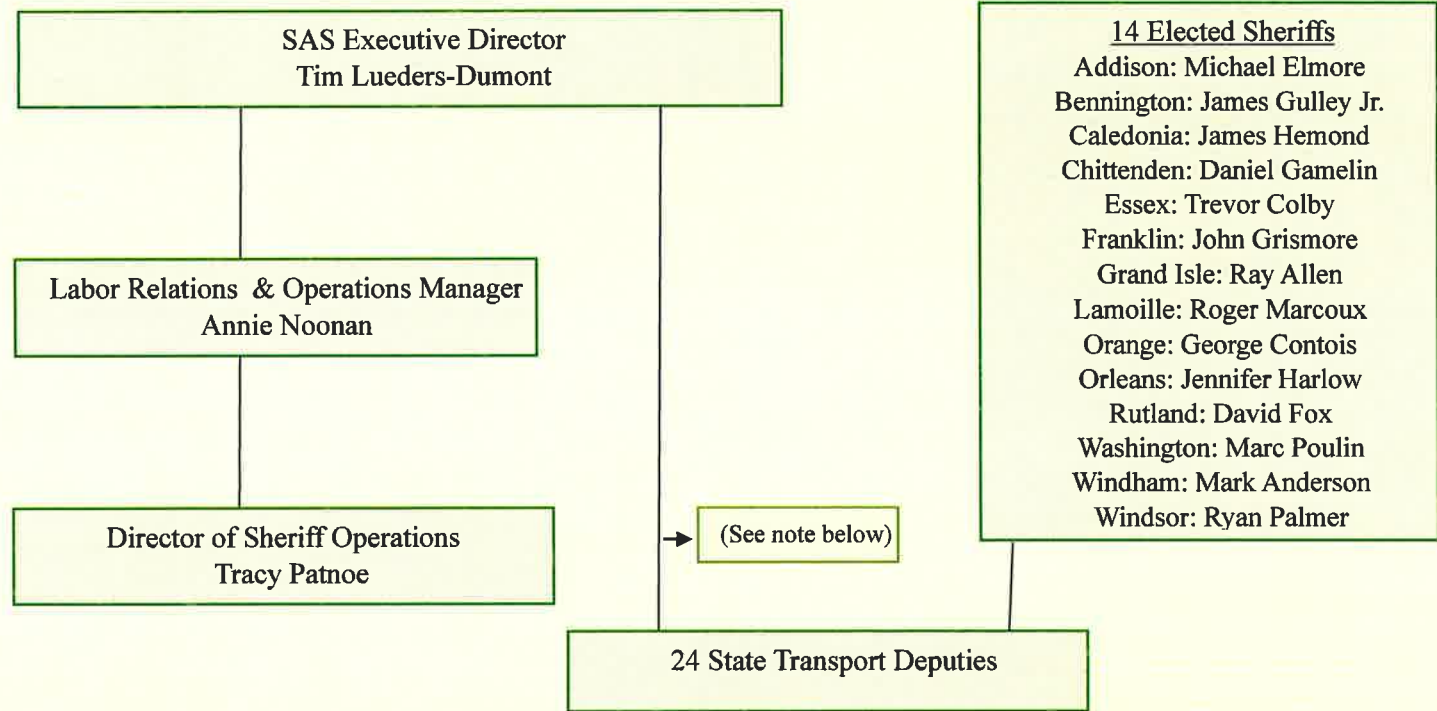 SAS Executive Director
Tim Lueders-Dumont
Labor Relations & Operations Manager
Annie Noonan
Director of Sheriff Operations
Tracy Patnoe
(See note below)
24 State Transport Deputies
14 Elected Sheriffs
Addison: Michael Elmore
Bennington: James Gulley Jr.
Caledonia: James Hemond
Chittenden: Daniel Gamelin
Essex: Trevor Colby
Franklin: John Grismore
Grand Isle: Ray Allen
Lamoille: Roger Marcoux
Orange: George Contois
Orleans: Jennifer Harlow
Rutland: David Fox
Washington: Marc Poulin
Windham: Mark Anderson
Windsor: Ryan Palmer